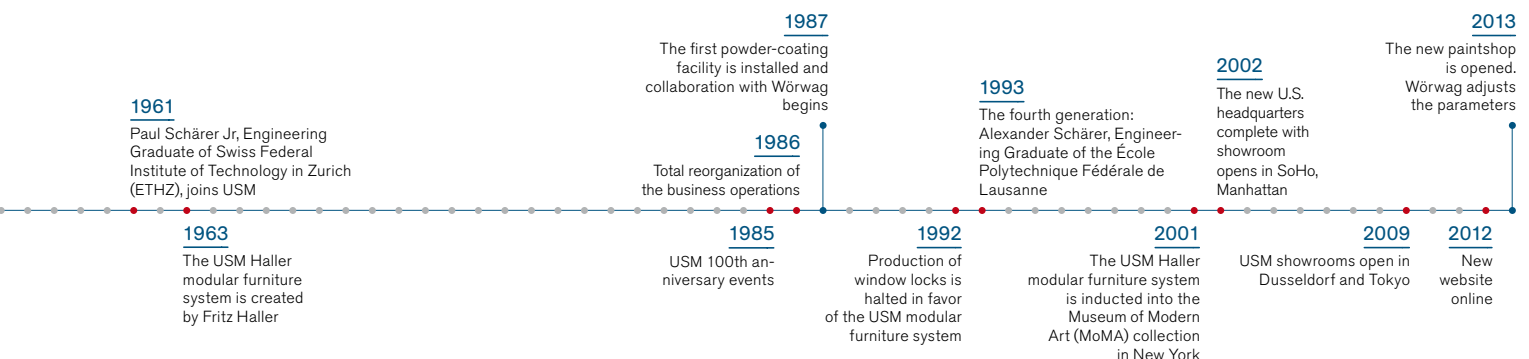 1961
Paul Schärer Jr, Engineering
Graduate of Swiss Federal
Institute of Technology in Zurich
(ETHZ), joins USM
1963
The USM Haller
modular furniture
system is created
by Fritz Haller
1985
USM 100th an-
niversary events
1986
Total reorganization of
the business operations
1987
The first powder-coating
facility is installed and
collaboration with Wörwag
begins
1992
Production of
window locks is
halted in favor
of the USM modular
furniture system
1993
The fourth generation:
Alexander Schärer, Engineer-
ing Graduate of the École
Polytechnique Fédérale de
Lausanne
2001
The USM Haller
modular furniture system
is inducted into the
Museum of Modern
Art (MoMA) collection
in New York
2002
The new U.S.
headquarters
complete with
showroom
opens in SoHo,
Manhattan
2009
USM showrooms open in
Dusseldorf and Tokyo
2012
New
website
online
2013
The new paintshop
is opened.
Wörwag adjusts
the parameters